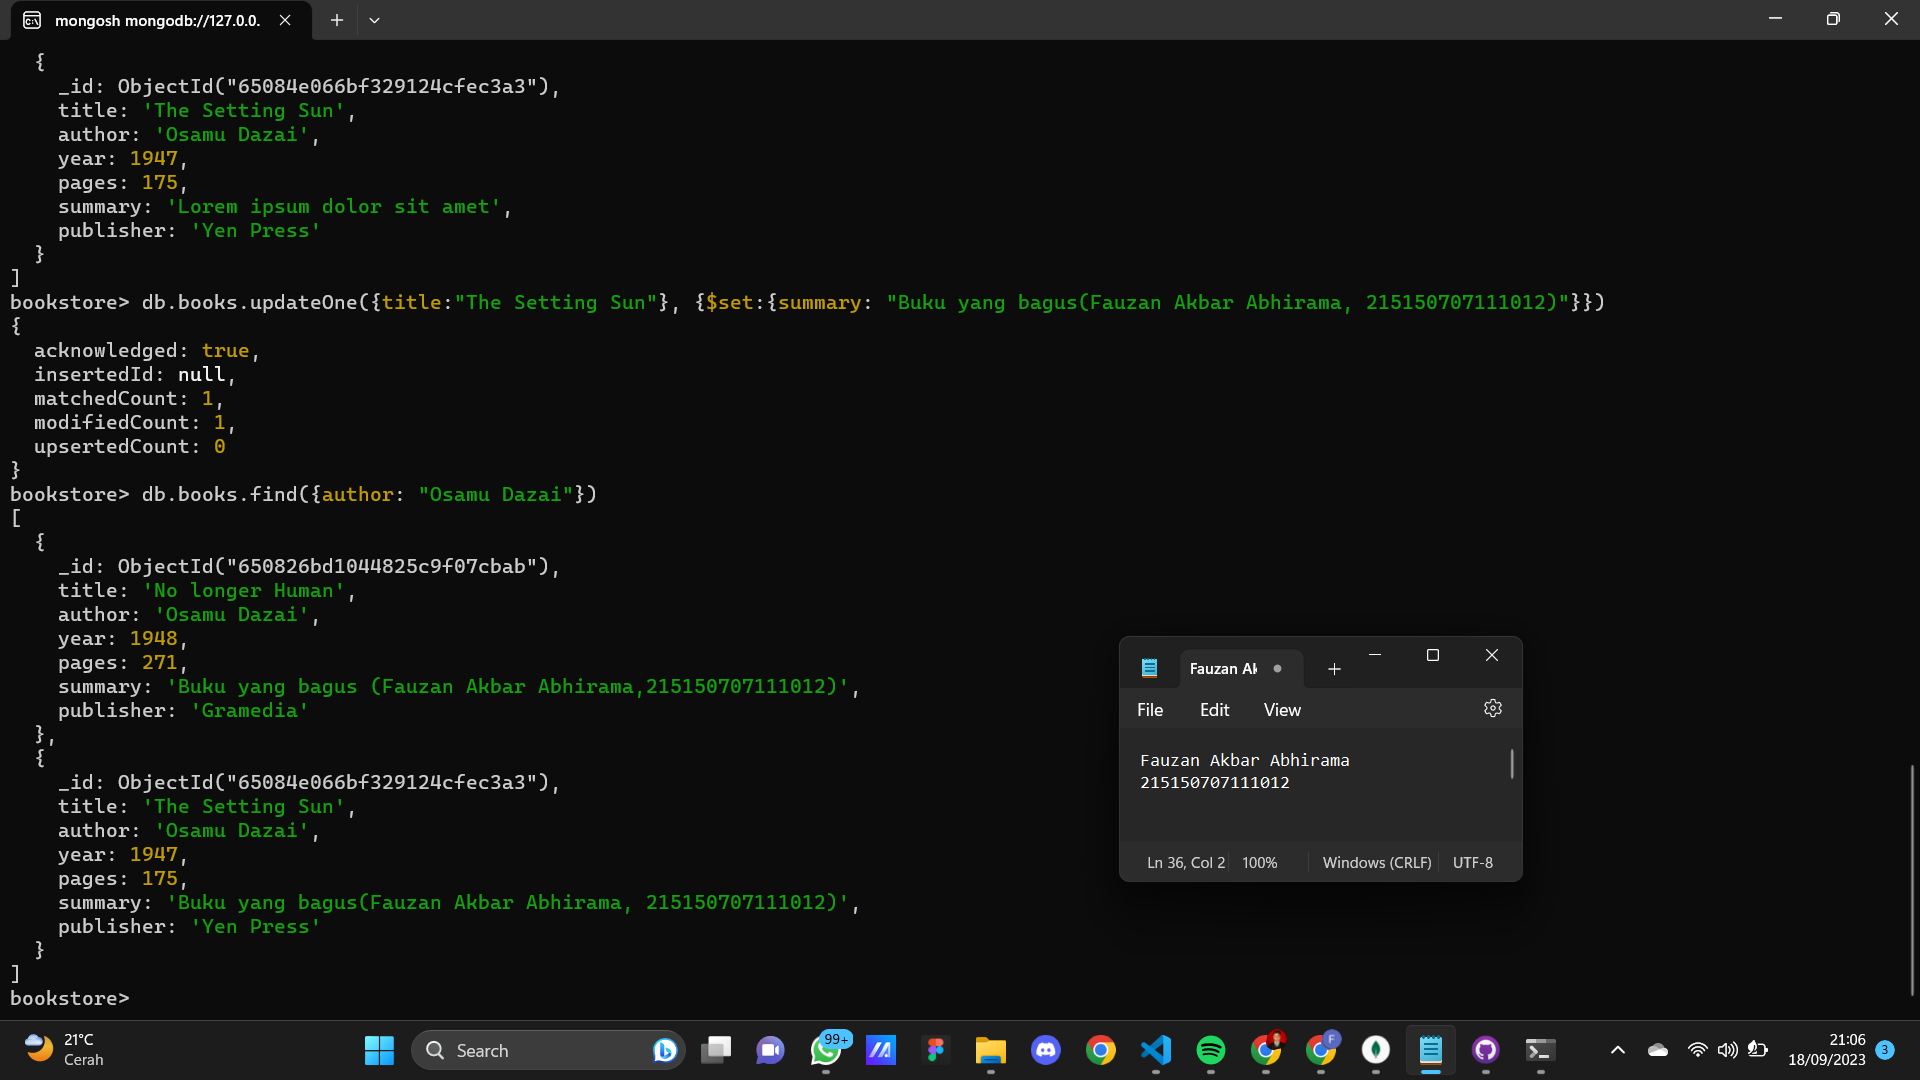 mongosh mongodb://127.0.0.
{
_id: ObjectId("65084e066bf329124cfec3a3"),
title: 'The Setting Sun',
author: 'Osamu Dazai',
year: 1947,
pages: 175,
summary: 'Lorem ipsum dolor sit amet',
publisher: 'Yen Press'
}
]
bookstore> db.books.updateOne({title:"The Setting Sun"}, {$set:{summary: "Buku yang bagus(Fauzan Akbar Abhirama, 215150707111012)"}})
{
acknowledged: true,
insertedId: null,
matchedCount: 1,
modifiedCount: 1,
upsertedCount: 0
}
bookstore> db.books.find({author: "Osamu Dazai"})
[
{
_id: ObjectId("650826bd1044825c9f07cbab"),
title: 'No longer Human',
author: 'Osamu Dazai',
year: 1948,
pages: 271,
summary: 'Buku yang bagus (Fauzan Akbar Abhirama,215150707111012)',
publisher: 'Gramedia'
},
{
_id: ObjectId("65084e066bf329124cfec3a3"),
title: 'The Setting Sun',
author: 'Osamu Dazai',
year: 1947,
pages: 175,
summary: 'Buku yang bagus(Fauzan Akbar Abhirama, 215150707111012)',
publisher: 'Yen Press'
}
]
bookstore>
Fauzan Ak
File Edit View
Fauzan Akbar Abhirama
215150707111012
Ln 36, Col 2 100% Windows (CRLF) UTF-8
21°C
Cerah
Search
99+
F
21:06
18/09/2023
3